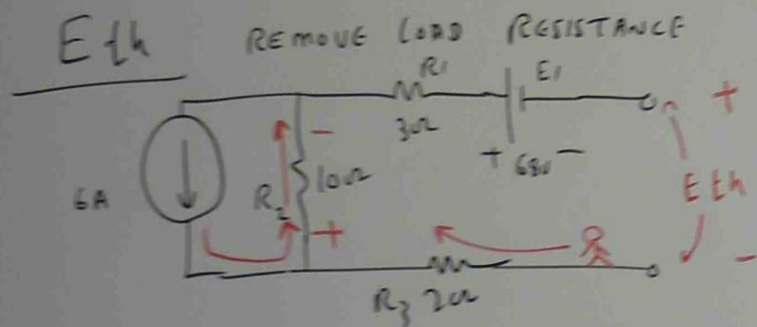 Eth REMOVE LOAD RESISTANCE
R1 E1
3Ω
+ 68v -
6A R2 10Ω
- +
+ Eth -
R3 2Ω